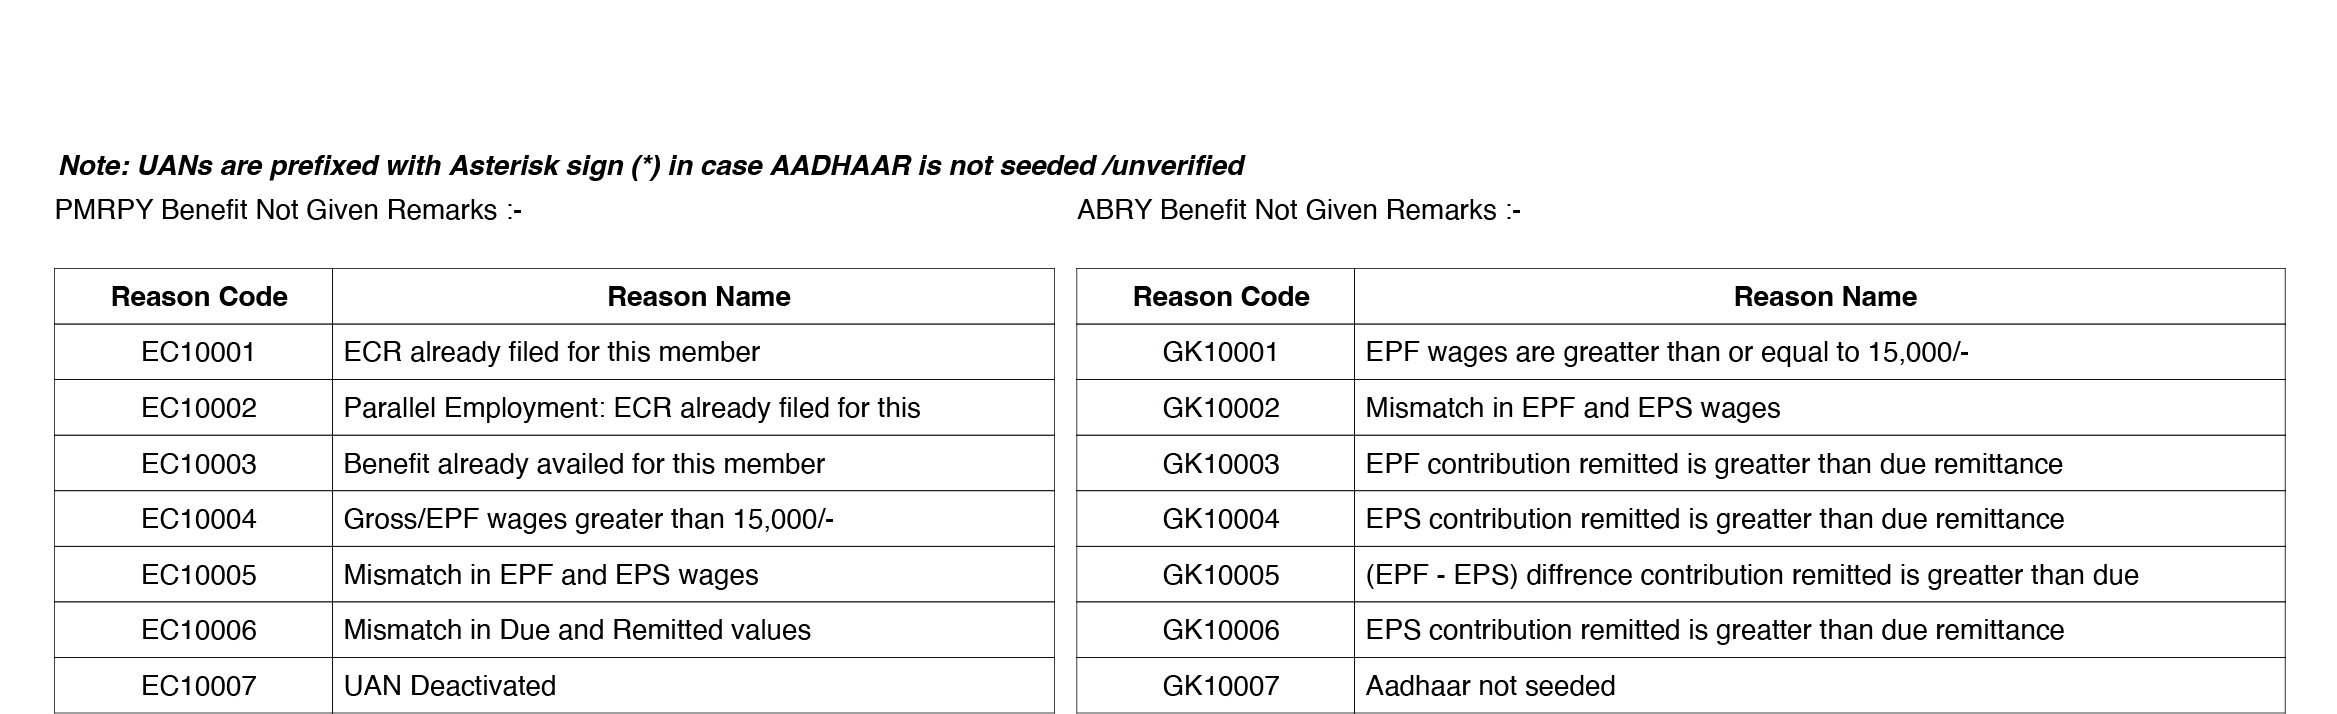 Note: UANs are prefixed with Asterisk sign (*) in case AADHAAR is not seeded /unverified
PMRPY Benefit Not Given Remarks :-
Reason Code Reason Name
EC10001 ECR already filed for this member
EC10002 Parallel Employment: ECR already filed for this
EC10003 Benefit already availed for this member
EC10004 Gross/EPF wages greater than 15,000/-
EC10005 Mismatch in EPF and EPS wages
EC10006 Mismatch in Due and Remitted values
EC10007 UAN Deactivated
ABRY Benefit Not Given Remarks :-
Reason Code Reason Name
GK10001 EPF wages are greatter than or equal to 15,000/-
GK10002 Mismatch in EPF and EPS wages
GK10003 EPF contribution remitted is greatter than due remittance
GK10004 EPS contribution remitted is greatter than due remittance
GK10005 (EPF - EPS) diffrence contribution remitted is greatter than due
GK10006 EPS contribution remitted is greatter than due remittance
GK10007 Aadhaar not seeded